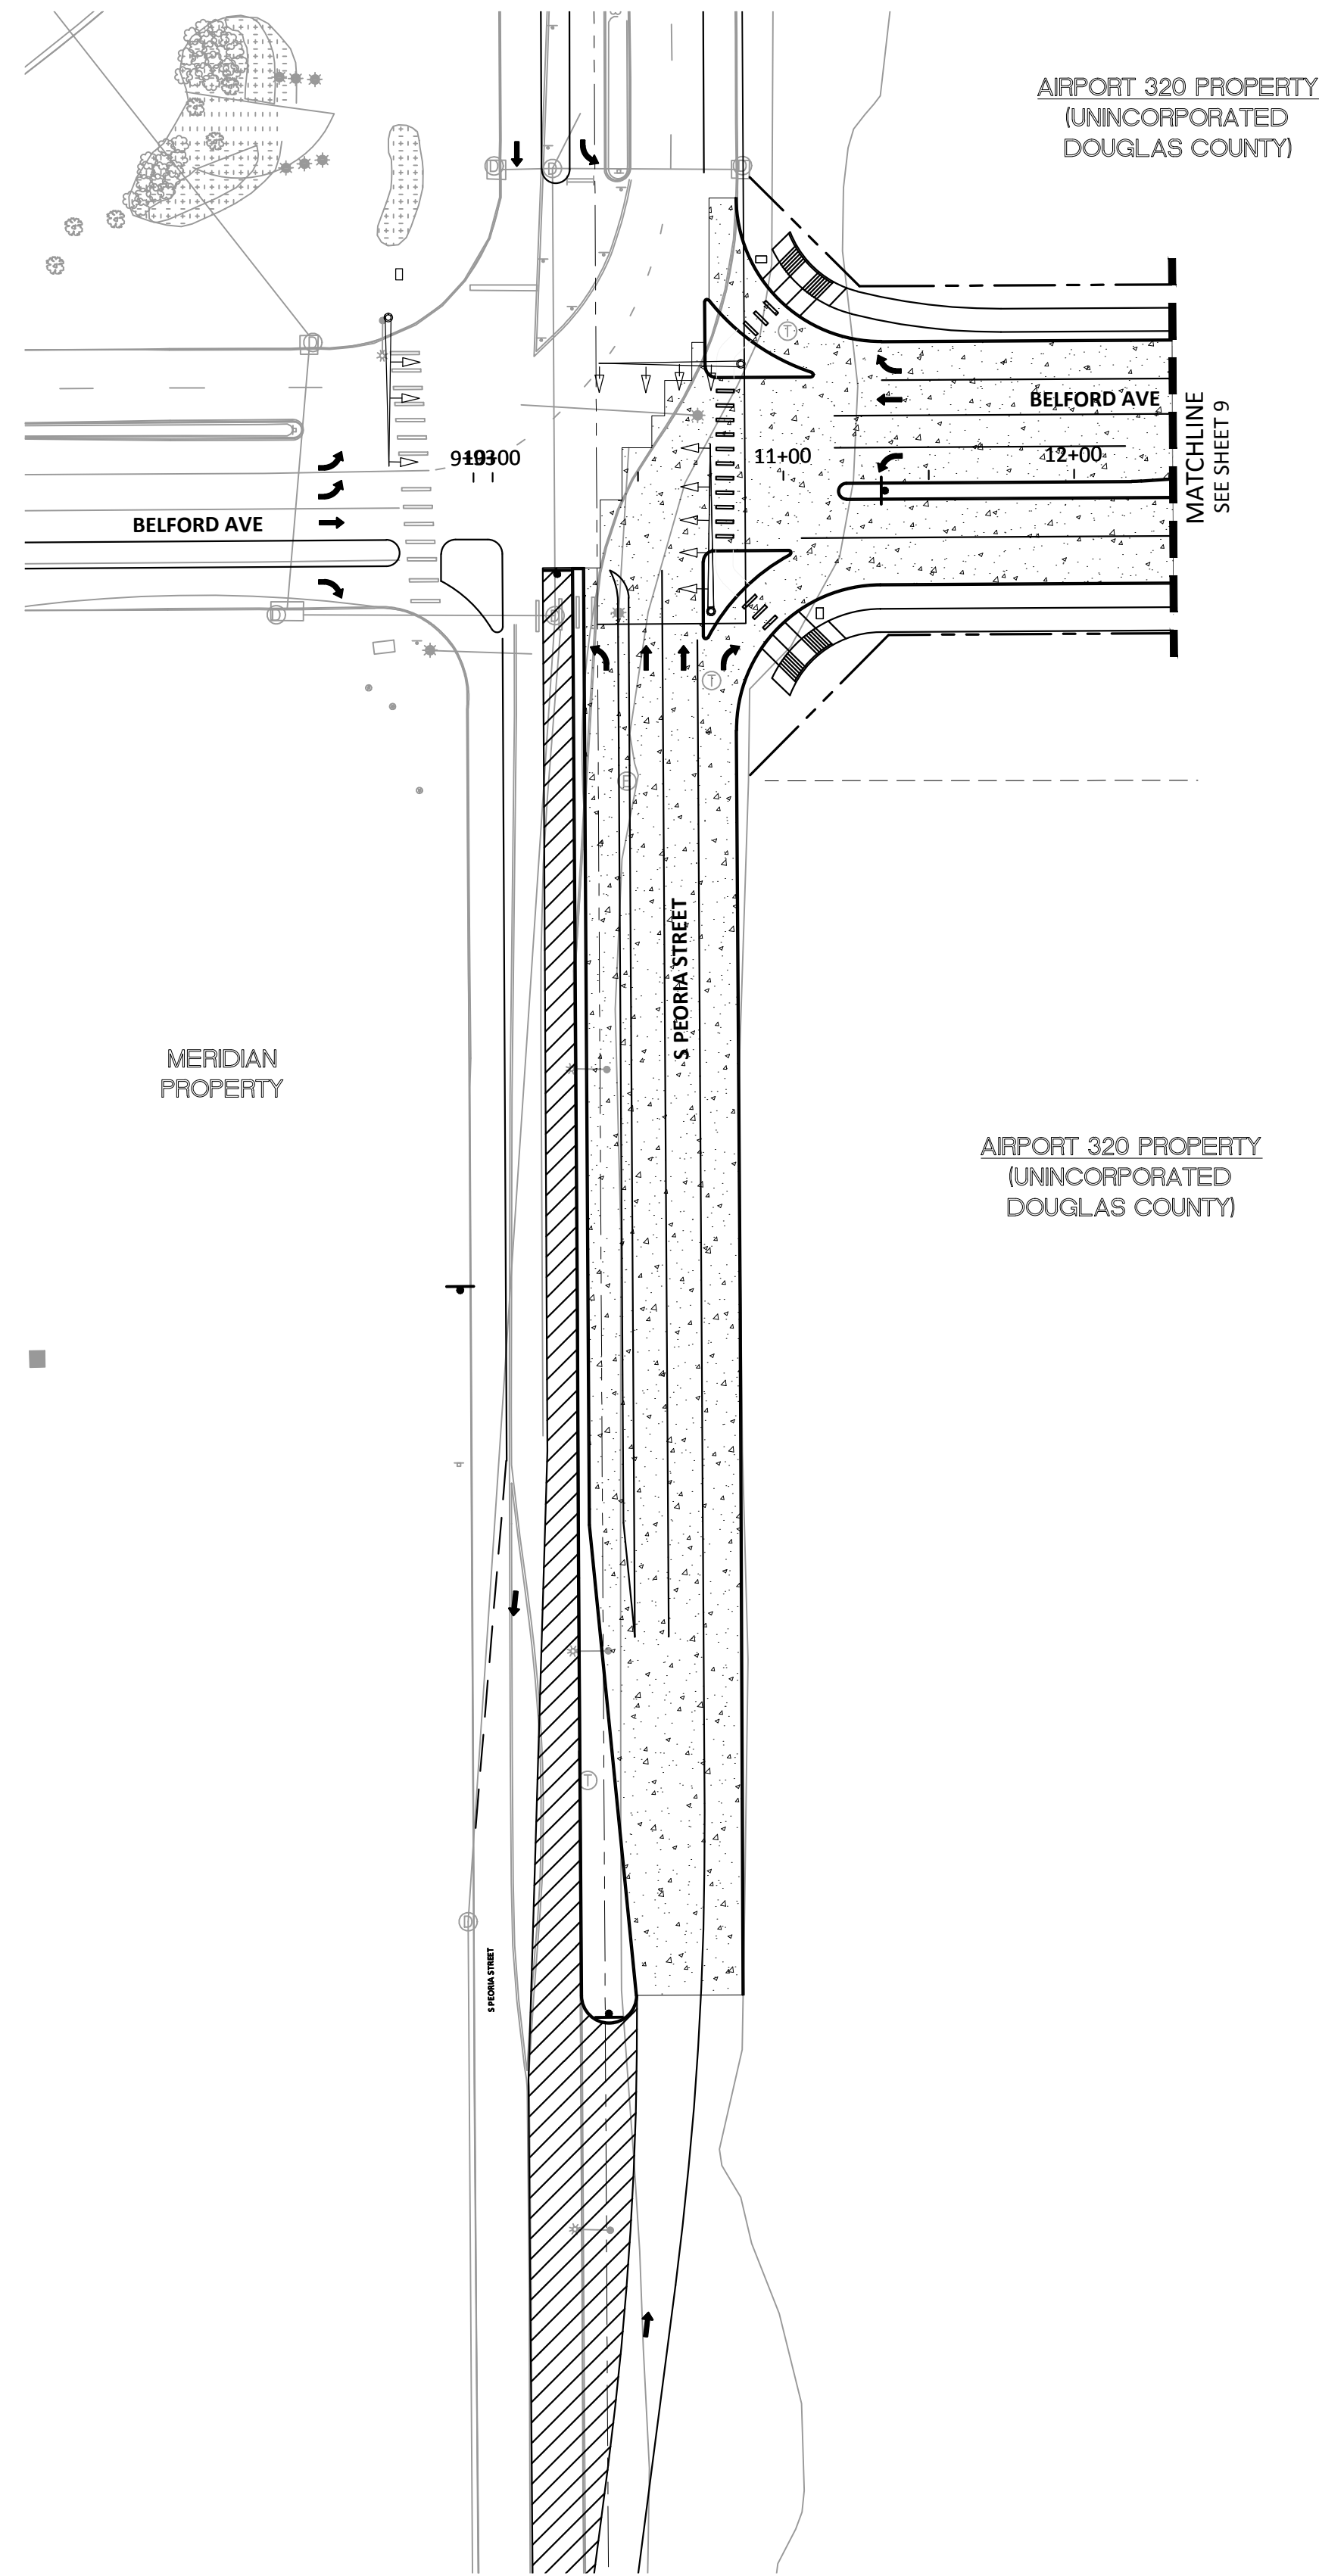 AIRPORT 320 PROPERTY
(UNINCORPORATED
DOUGLAS COUNTY)
D
D
D
T
D
BELFORD AVE
MATCHLINE
SEE SHEET 9
11+00
12+00
BELFORD AVE
D
D
T
E
S PEORIA STREET
MERIDIAN
PROPERTY
AIRPORT 320 PROPERTY
(UNINCORPORATED
DOUGLAS COUNTY)
T
D
S PEORIA STREET